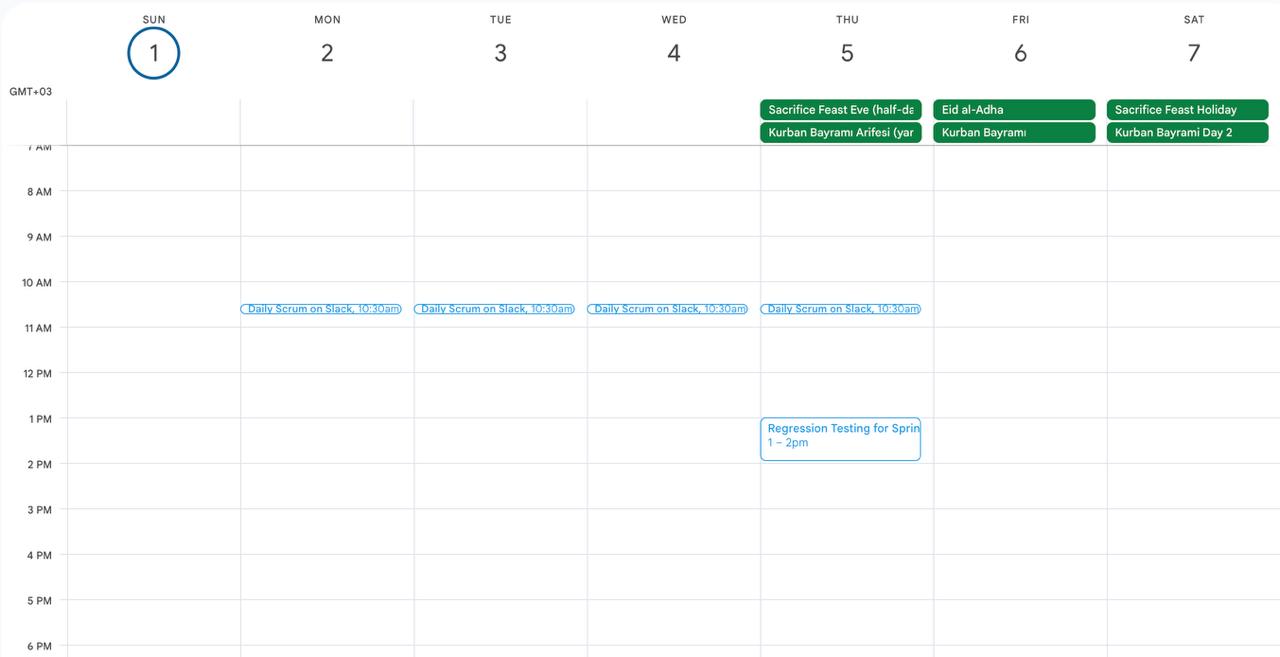 SUN MON TUE WED THU FRI SAT
1 2 3 4 5 6 7
GMT+03
Sacrifice Feast Eve (half-da Eid al-Adha Sacrifice Feast Holiday
Kurban Bayramı Arifesi (yar Kurban Bayramı Kurban Bayrami Day 2
7 AM
8 AM
9 AM
10 AM
Daily Scrum on Slack, 10:30am Daily Scrum on Slack, 10:30am Daily Scrum on Slack, 10:30am Daily Scrum on Slack, 10:30am
11 AM
12 PM
1 PM
Regression Testing for Sprin
1 – 2pm
2 PM
3 PM
4 PM
5 PM
6 PM